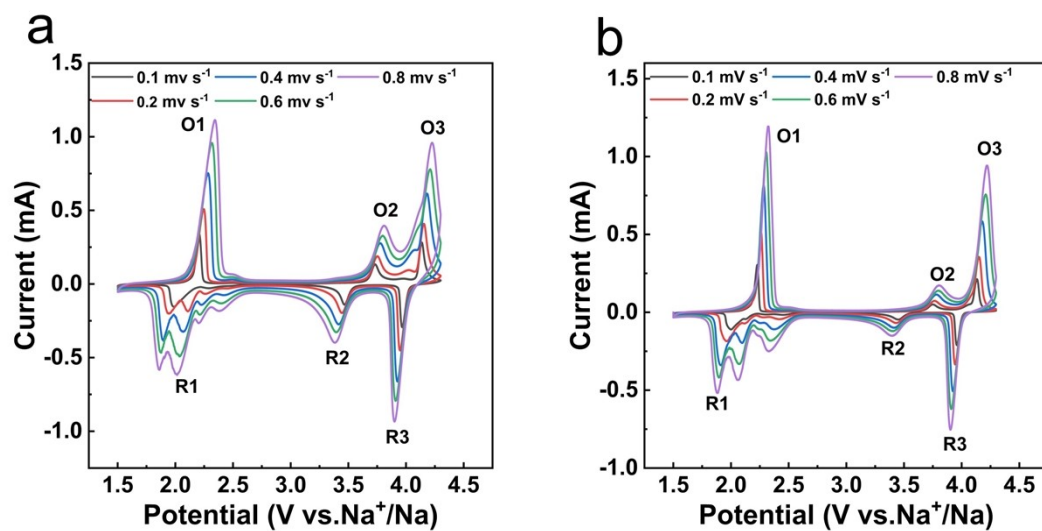 a
1.5
0.1 mv s⁻¹ 0.4 mv s⁻¹ 0.8 mv s⁻¹
0.2 mv s⁻¹ 0.6 mv s⁻¹
1.0
0.5
0.0
-0.5
-1.0
O1
O2
O3
R1
R2
R3
Current (mA)
1.5 2.0 2.5 3.0 3.5 4.0 4.5
Potential (V vs.Na⁺/Na)
b
1.5
0.1 mV s⁻¹ 0.4 mV s⁻¹ 0.8 mV s⁻¹
0.2 mV s⁻¹ 0.6 mV s⁻¹
1.0
0.5
0.0
-0.5
-1.0
O1
O2
O3
R1
R2
R3
Current (mA)
1.5 2.0 2.5 3.0 3.5 4.0 4.5
Potential (V vs.Na⁺/Na)